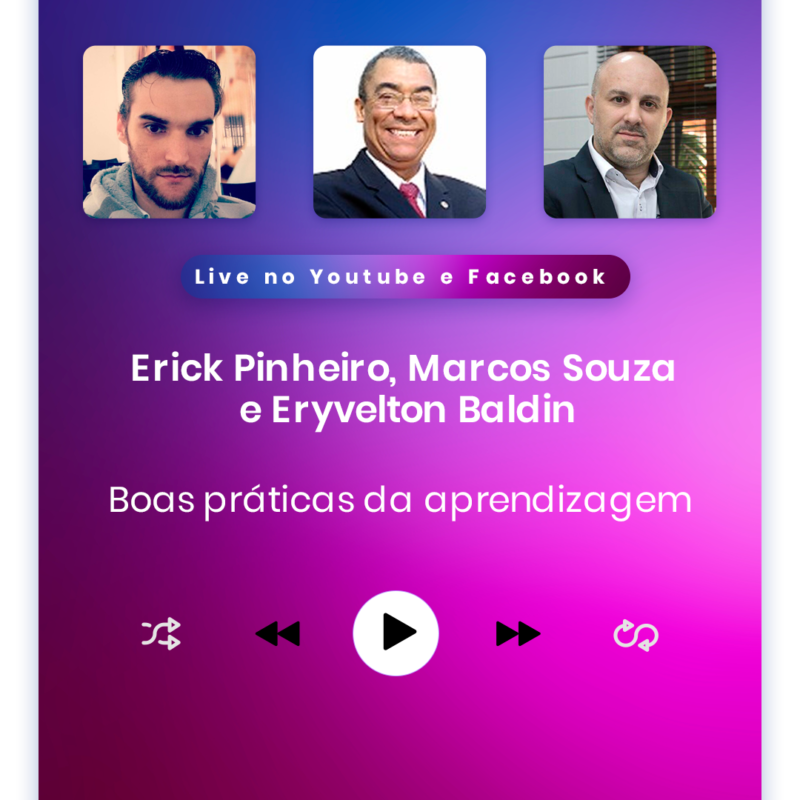 Live no Youtube e Facebook
Erick Pinheiro, Marcos Souza
e Eryvelton Baldin
Boas práticas da aprendizagem